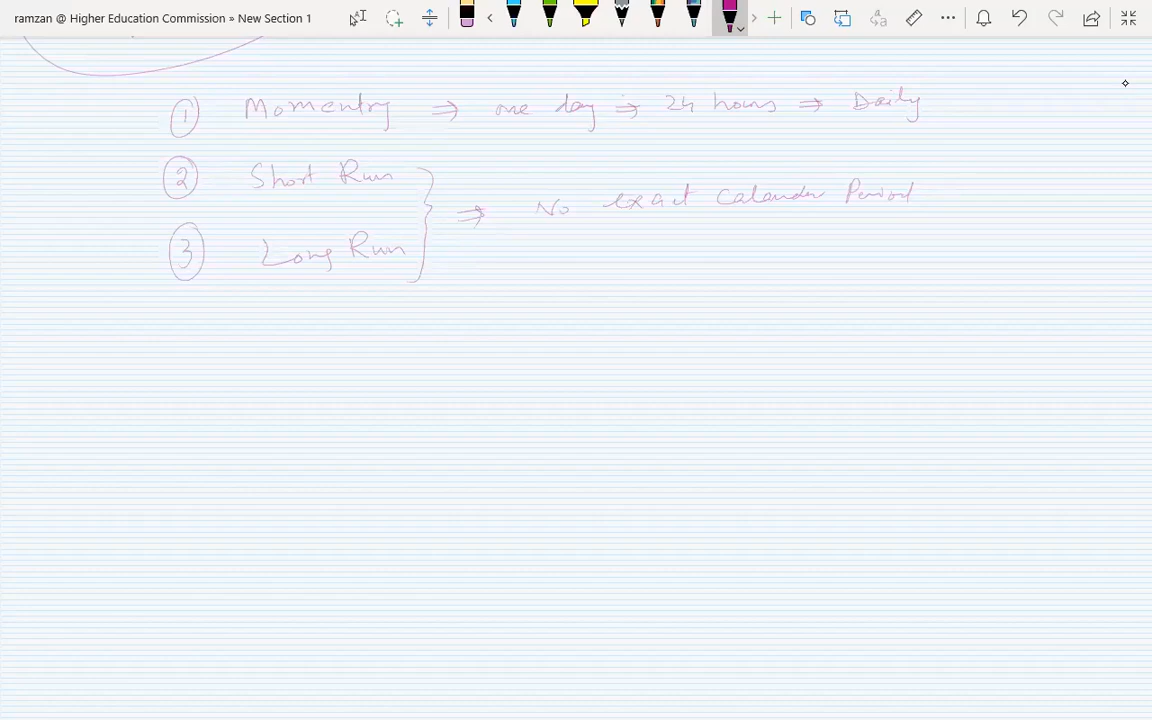 ramzan @ Higher Education Commission » New Section 1
① Momentry ⇒ one day ⇒ 24 hours ⇒ Daily
② Short Run
⇒ No exact Calander Period
③ Long Run